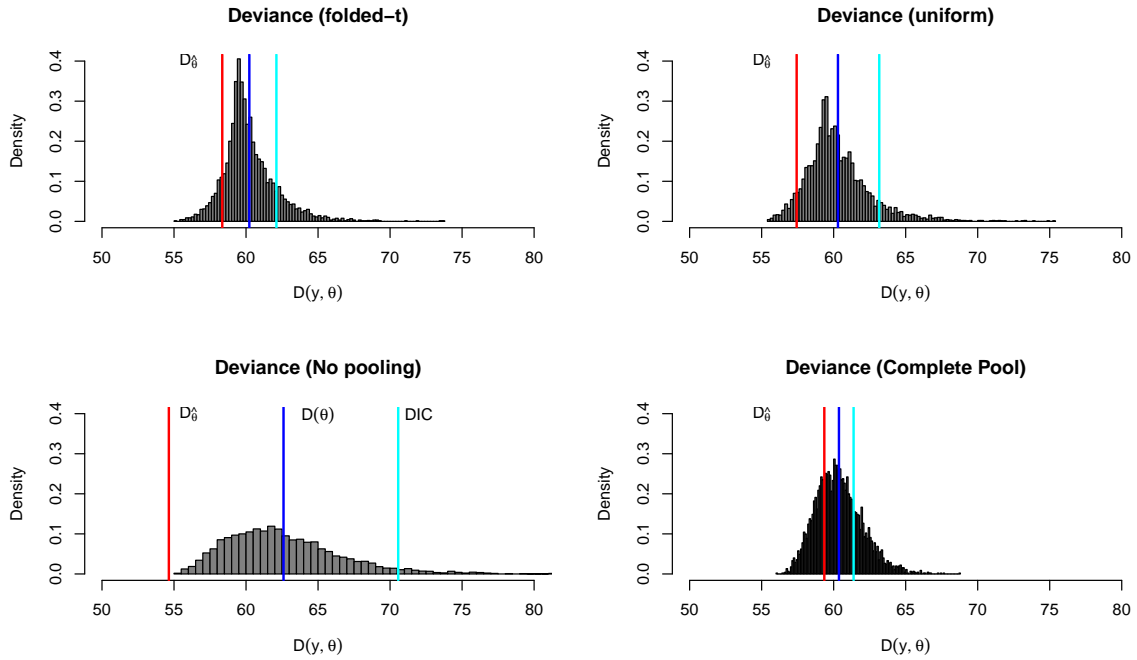 Deviance (folded−t)
D_θ̂
Density
0.0 0.1 0.2 0.3 0.4
50 55 60 65 70 75 80
D(y, θ)
Deviance (uniform)
D_θ̂
Density
0.0 0.1 0.2 0.3 0.4
50 55 60 65 70 75 80
D(y, θ)
Deviance (No pooling)
D_θ̂ D(θ) DIC
Density
0.0 0.1 0.2 0.3 0.4
50 55 60 65 70 75 80
D(y, θ)
Deviance (Complete Pool)
D_θ̂
Density
0.0 0.1 0.2 0.3 0.4
50 55 60 65 70 75 80
D(y, θ)